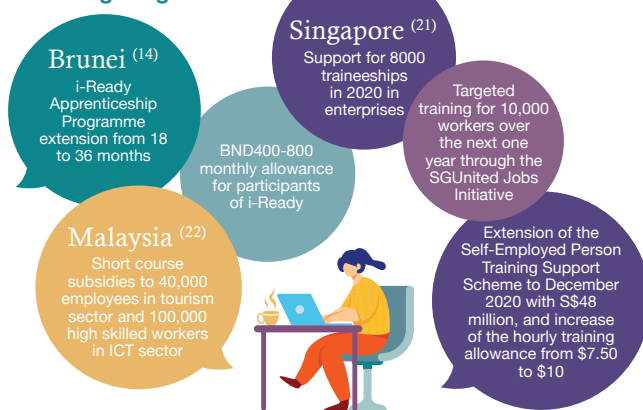 Brunei (14)
i-Ready
Apprenticeship
Programme
extension from 18
to 36 months
BND400-800
monthly allowance
for participants
of i-Ready
Singapore (21)
Support for 8000
traineeships
in 2020 in
enterprises
Targeted
training for 10,000
workers over
the next one
year through the
SGUnited Jobs
Initiative
Malaysia (22)
Short course
subsidies to 40,000
employees in tourism
sector and 100,000
high skilled workers
in ICT sector
Extension of the
Self-Employed Person
Training Support
Scheme to December
2020 with S$48
million, and increase
of the hourly training
allowance from $7.50
to $10